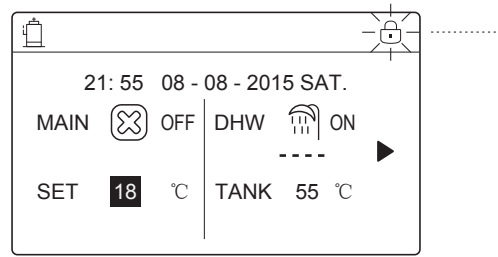 21: 55 08 - 08 - 2015 SAT.
MAIN OFF DHW ON
----
SET 18 ℃ TANK 55 ℃